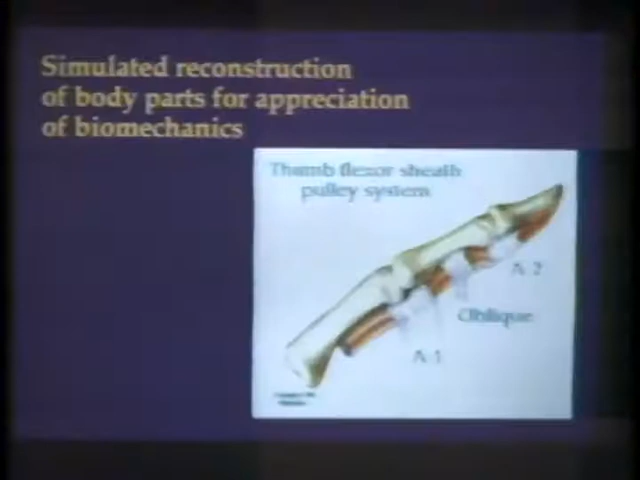 Simulated reconstruction
of body parts for appreciation
of biomechanics
Thumb flexor sheath
pulley system
A 2
Oblique
A 1